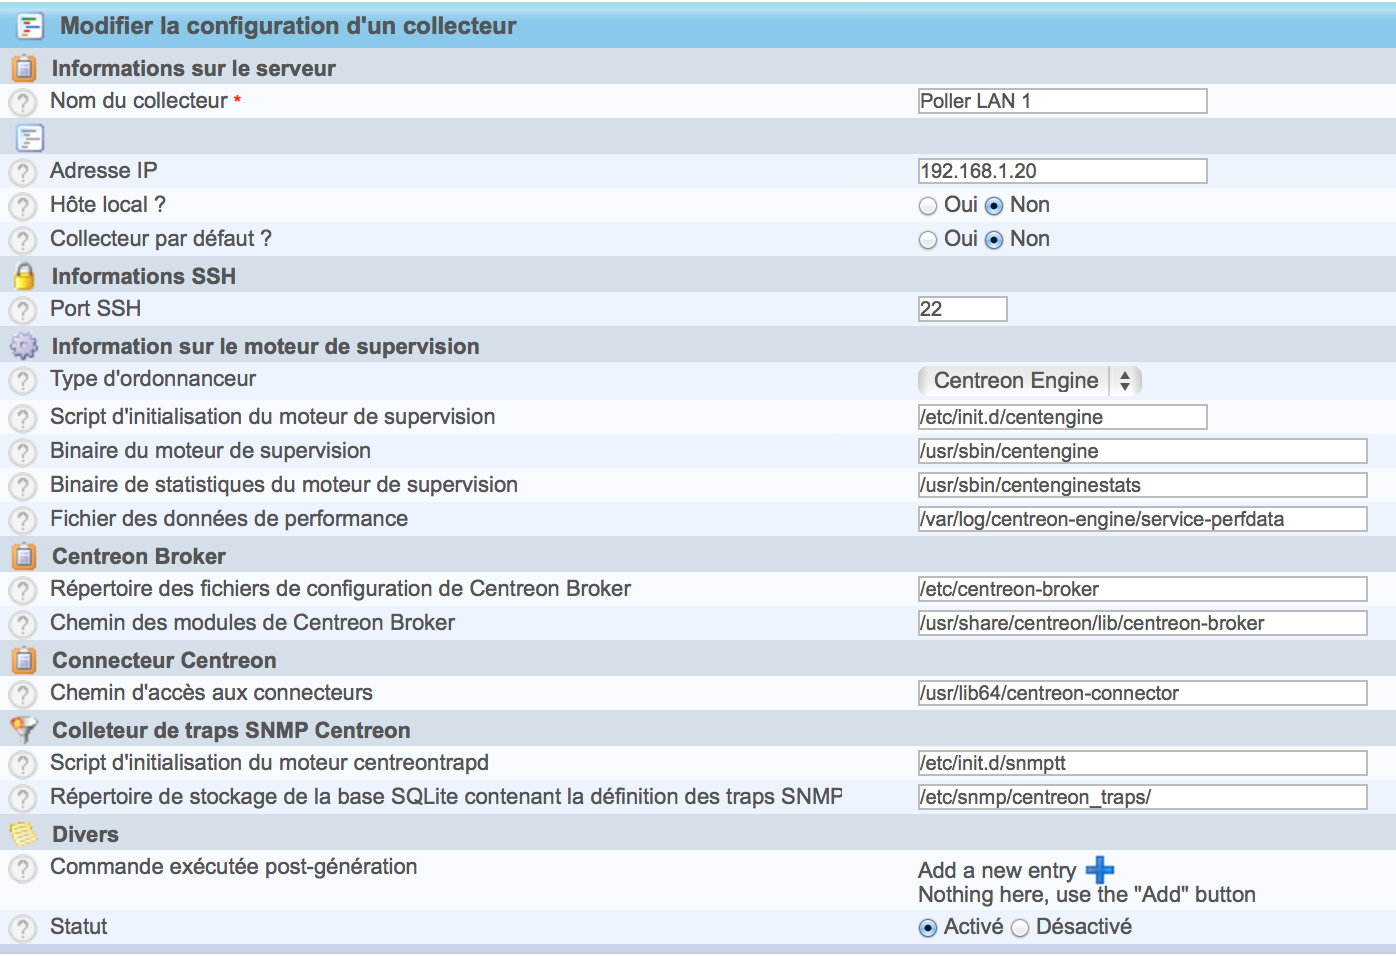 Modifier la configuration d'un collecteur
Informations sur le serveur
? Nom du collecteur * Poller LAN 1
? Adresse IP 192.168.1.20
? Hôte local ? Oui Non
? Collecteur par défaut ? Oui Non
Informations SSH
? Port SSH 22
Information sur le moteur de supervision
? Type d'ordonnanceur Centreon Engine
? Script d'initialisation du moteur de supervision /etc/init.d/centengine
? Binaire du moteur de supervision /usr/sbin/centengine
? Binaire de statistiques du moteur de supervision /usr/sbin/centenginestats
? Fichier des données de performance /var/log/centreon-engine/service-perfdata
Centreon Broker
? Répertoire des fichiers de configuration de Centreon Broker /etc/centreon-broker
? Chemin des modules de Centreon Broker /usr/share/centreon/lib/centreon-broker
Connecteur Centreon
? Chemin d'accès aux connecteurs /usr/lib64/centreon-connector
Colleteur de traps SNMP Centreon
? Script d'initialisation du moteur centreontrapd /etc/init.d/snmptt
? Répertoire de stockage de la base SQLite contenant la définition des traps SNMP /etc/snmp/centreon_traps/
Divers
? Commande exécutée post-génération Add a new entry
Nothing here, use the "Add" button
? Statut Activé Désactivé